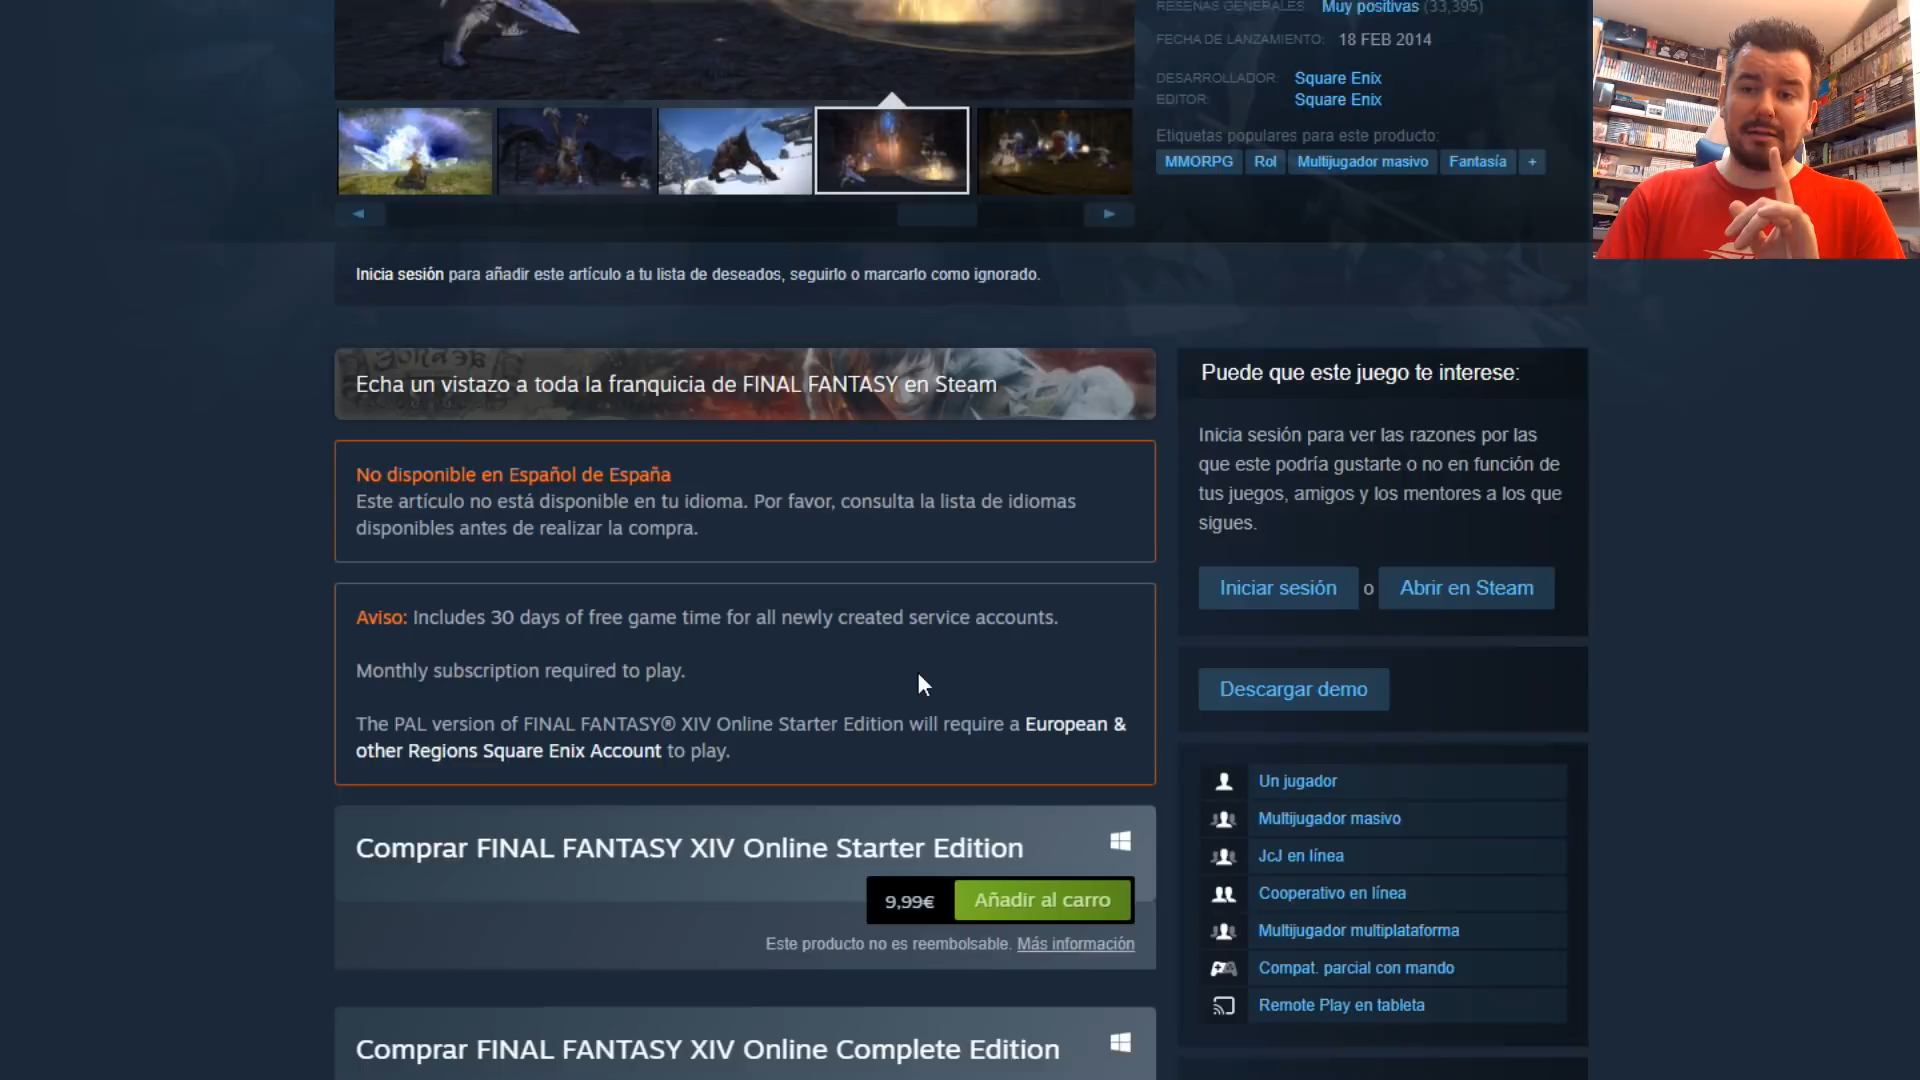 RESEÑAS GENERALES: Muy positivas (33,395)
FECHA DE LANZAMIENTO: 18 FEB 2014
DESARROLLADOR: Square Enix
EDITOR: Square Enix
Etiquetas populares para este producto:
MMORPG Rol Multijugador masivo Fantasía +
Inicia sesión para añadir este artículo a tu lista de deseados, seguirlo o marcarlo como ignorado.
Echa un vistazo a toda la franquicia de FINAL FANTASY en Steam
No disponible en Español de España
Este artículo no está disponible en tu idioma. Por favor, consulta la lista de idiomas
disponibles antes de realizar la compra.
Aviso: Includes 30 days of free game time for all newly created service accounts.
Monthly subscription required to play.
The PAL version of FINAL FANTASY® XIV Online Starter Edition will require a European &
other Regions Square Enix Account to play.
Comprar FINAL FANTASY XIV Online Starter Edition
9,99€ Añadir al carro
Este producto no es reembolsable. Más información
Comprar FINAL FANTASY XIV Online Complete Edition
Puede que este juego te interese:
Inicia sesión para ver las razones por las
que este podría gustarte o no en función de
tus juegos, amigos y los mentores a los que
sigues.
Iniciar sesión o Abrir en Steam
Descargar demo
Un jugador
Multijugador masivo
JcJ en línea
Cooperativo en línea
Multijugador multiplataforma
Compat. parcial con mando
Remote Play en tableta